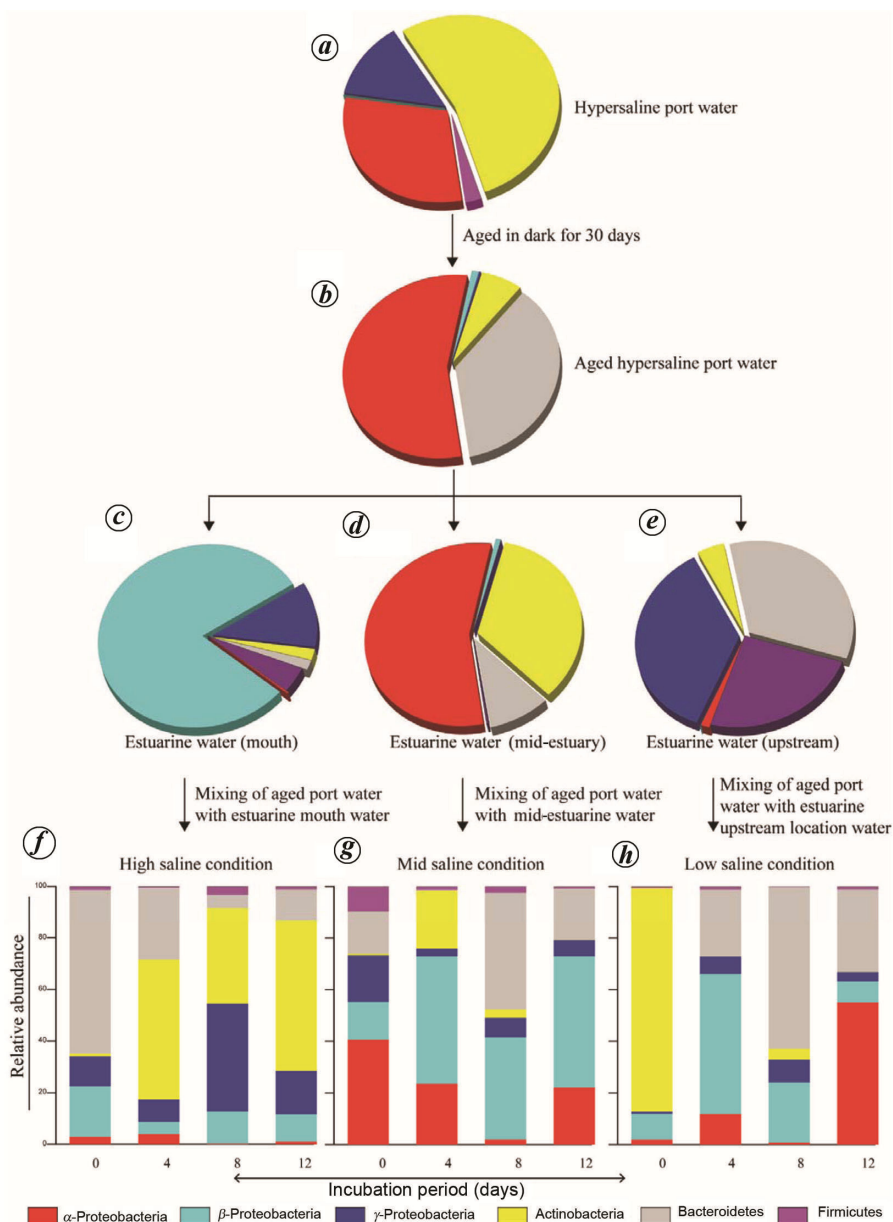 a
Hypersaline port water
Aged in dark for 30 days
b
Aged hypersaline port water
c
d
e
Estuarine water (mouth)
Estuarine water (mid-estuary)
Estuarine water (upstream)
Mixing of aged port water
with estuarine mouth water
Mixing of aged port water
with mid-estuarine water
Mixing of aged port
water with estuarine
upstream location water
f
High saline condition
g
Mid saline condition
h
Low saline condition
Relative abundance
100
80
60
40
20
0
0 4 8 12
0 4 8 12
0 4 8 12
Incubation period (days)
α-Proteobacteria
β-Proteobacteria
γ-Proteobacteria
Actinobacteria
Bacteroidetes
Firmicutes